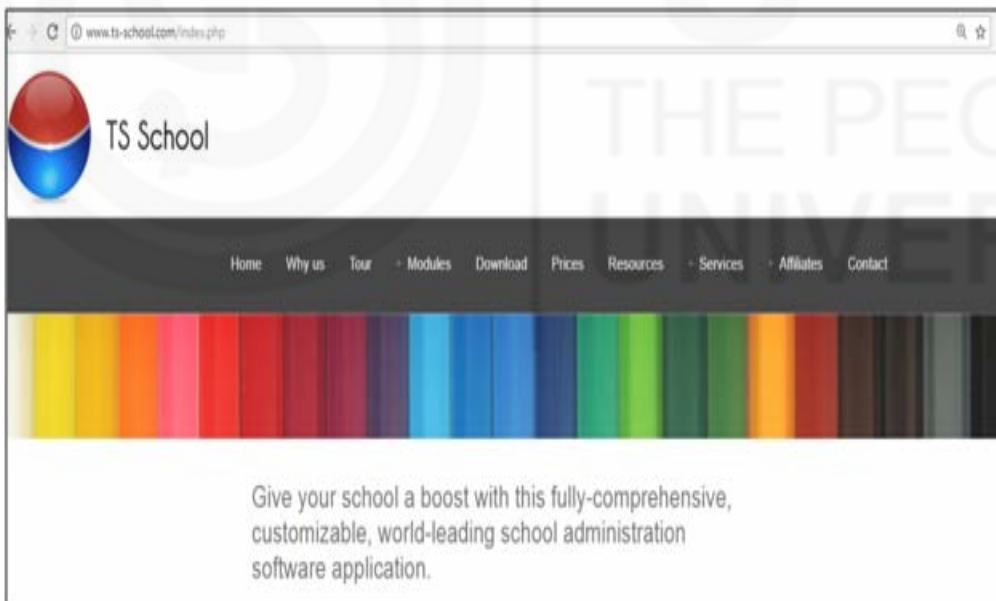 www.ts-school.com/index.php
THE PEO
TS School
UNIVER
Home Why us Tour + Modules Download Prices Resources + Services + Affiliates Contact
Give your school a boost with this fully-comprehensive,
customizable, world-leading school administration
software application.